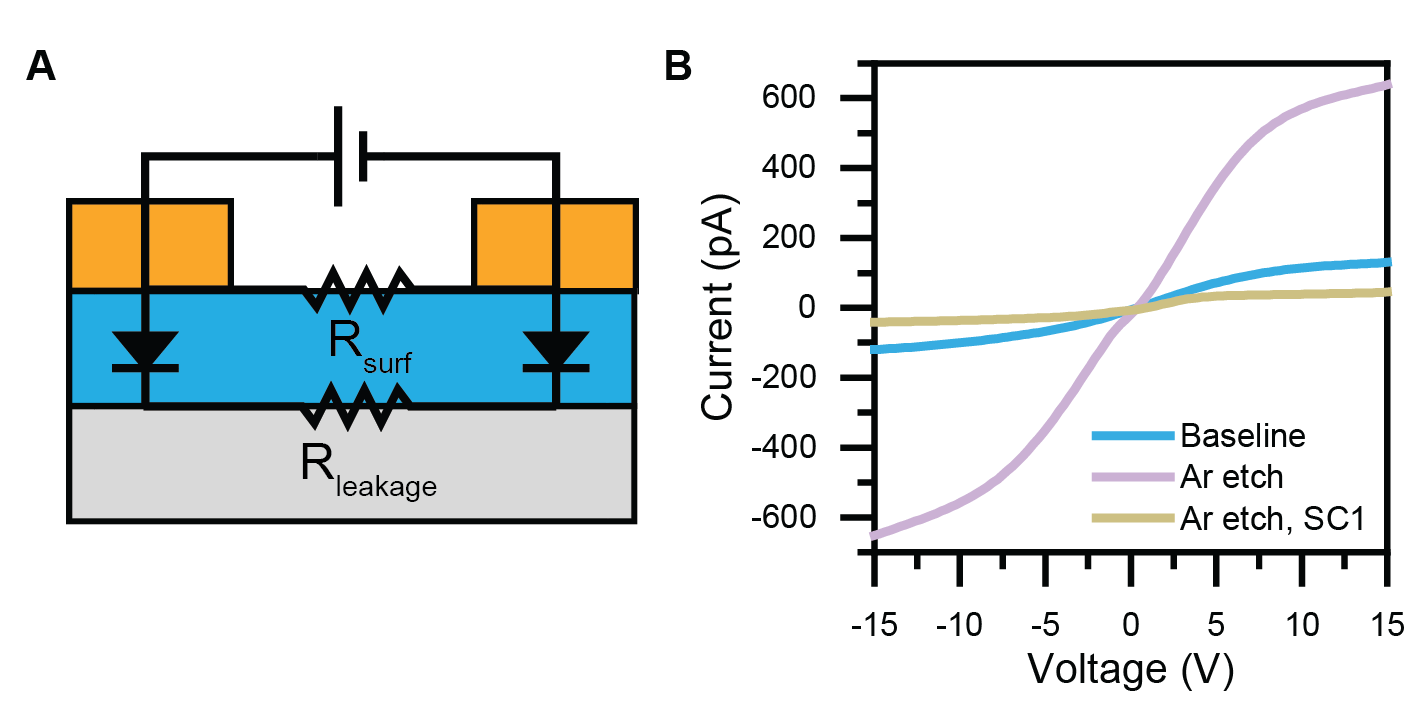 A
R
surf
R
leakage
B
Current (pA)
600
400
200
0
-200
-400
-600
Baseline
Ar etch
Ar etch, SC1
-15 -10 -5 0 5 10 15
Voltage (V)